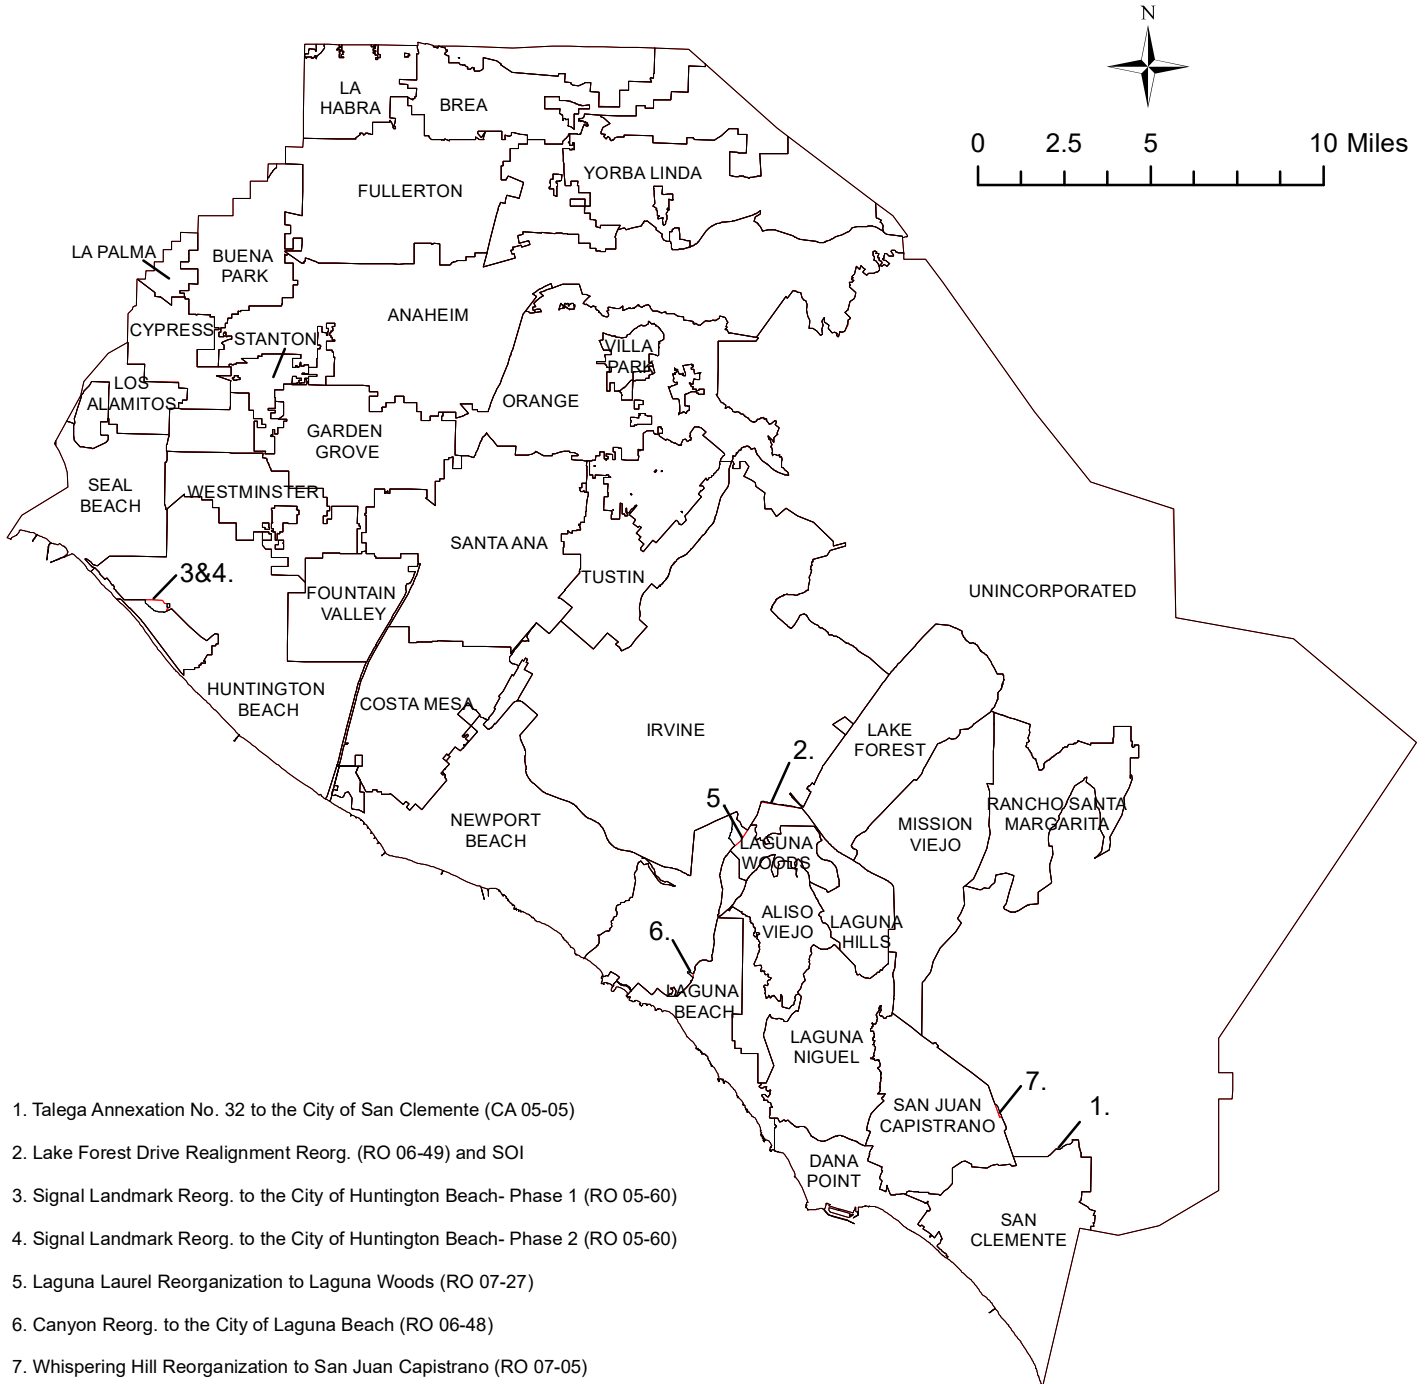 N
0 2.5 5 10 Miles
LA
HABRA
BREA
FULLERTON
YORBA LINDA
LA PALMA
BUENA
PARK
ANAHEIM
CYPRESS
STANTON
VILLA
PARK
LOS
ALAMITOS
ORANGE
GARDEN
GROVE
SEAL
BEACH
WESTMINSTER
SANTA ANA
3&4.
TUSTIN
FOUNTAIN
VALLEY
UNINCORPORATED
HUNTINGTON
BEACH
COSTA MESA
IRVINE
LAKE
FOREST
2.
5
NEWPORT
BEACH
RANCHO SANTA
MARGARITA
MISSION
VIEJO
LAGUNA
WOODS
ALISO
VIEJO
LAGUNA
HILLS
6.
LAGUNA
BEACH
LAGUNA
NIGUEL
7.
SAN JUAN
CAPISTRANO
1.
DANA
POINT
SAN
CLEMENTE
1. Talega Annexation No. 32 to the City of San Clemente (CA 05-05)
2. Lake Forest Drive Realignment Reorg. (RO 06-49) and SOI
3. Signal Landmark Reorg. to the City of Huntington Beach- Phase 1 (RO 05-60)
4. Signal Landmark Reorg. to the City of Huntington Beach- Phase 2 (RO 05-60)
5. Laguna Laurel Reorganization to Laguna Woods (RO 07-27)
6. Canyon Reorg. to the City of Laguna Beach (RO 06-48)
7. Whispering Hill Reorganization to San Juan Capistrano (RO 07-05)